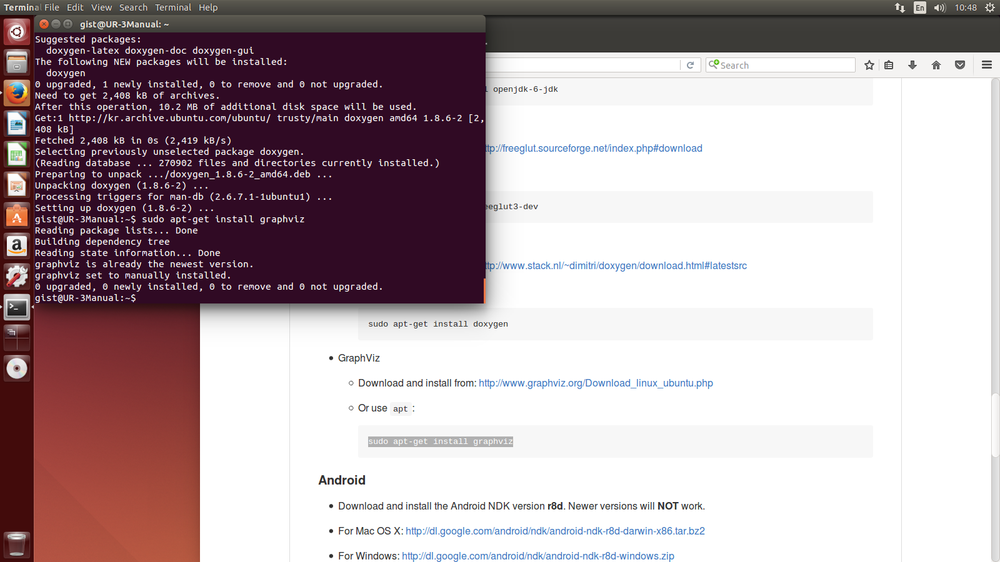 Terminal File Edit View Search Terminal Help
En
10:48
gist@UR-3Manual: ~
Suggested packages:
doxygen-latex doxygen-doc doxygen-gui
The following NEW packages will be installed:
doxygen
0 upgraded, 1 newly installed, 0 to remove and 0 not upgraded.
Need to get 2,408 kB of archives.
After this operation, 10.2 MB of additional disk space will be used.
Get:1 http://kr.archive.ubuntu.com/ubuntu/ trusty/main doxygen amd64 1.8.6-2 [2,
408 kB]
Fetched 2,408 kB in 0s (2,419 kB/s)
Selecting previously unselected package doxygen.
(Reading database ... 270902 files and directories currently installed.)
Preparing to unpack .../doxygen_1.8.6-2_amd64.deb ...
Unpacking doxygen (1.8.6-2) ...
Processing triggers for man-db (2.6.7.1-1ubuntu1) ...
Setting up doxygen (1.8.6-2) ...
gist@UR-3Manual:~$ sudo apt-get install graphviz
Reading package lists... Done
Building dependency tree
Reading state information... Done
graphviz is already the newest version.
graphviz set to manually installed.
0 upgraded, 0 newly installed, 0 to remove and 0 not upgraded.
gist@UR-3Manual:~$
Search
openjdk-6-jdk
ttp://freeglut.sourceforge.net/index.php#download
eeglut3-dev
ttp://www.stack.nl/~dimitri/doxygen/download.html#latestsrc
sudo apt-get install doxygen
• GraphViz
○ Download and install from: http://www.graphviz.org/Download_linux_ubuntu.php
○ Or use apt :
sudo apt-get install graphviz
Android
• Download and install the Android NDK version r8d. Newer versions will NOT work.
• For Mac OS X: http://dl.google.com/android/ndk/android-ndk-r8d-darwin-x86.tar.bz2
• For Windows: http://dl.google.com/android/ndk/android-ndk-r8d-windows.zip